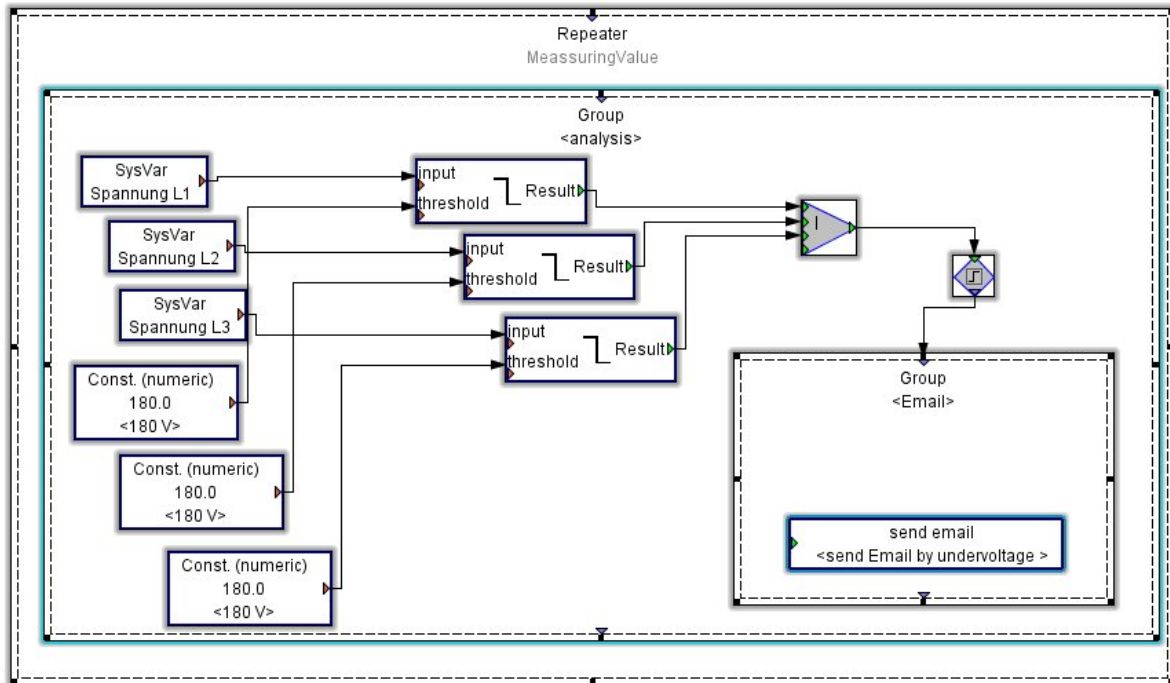 Repeater
MeassuringValue
Group
<analysis>
SysVar
Spannung L1
input
threshold
Result
SysVar
Spannung L2
input
threshold
Result
SysVar
Spannung L3
input
threshold
Result
Const. (numeric)
180.0
<180 V>
Const. (numeric)
180.0
<180 V>
Const. (numeric)
180.0
<180 V>
Group
<Email>
send email
<send Email by undervoltage >